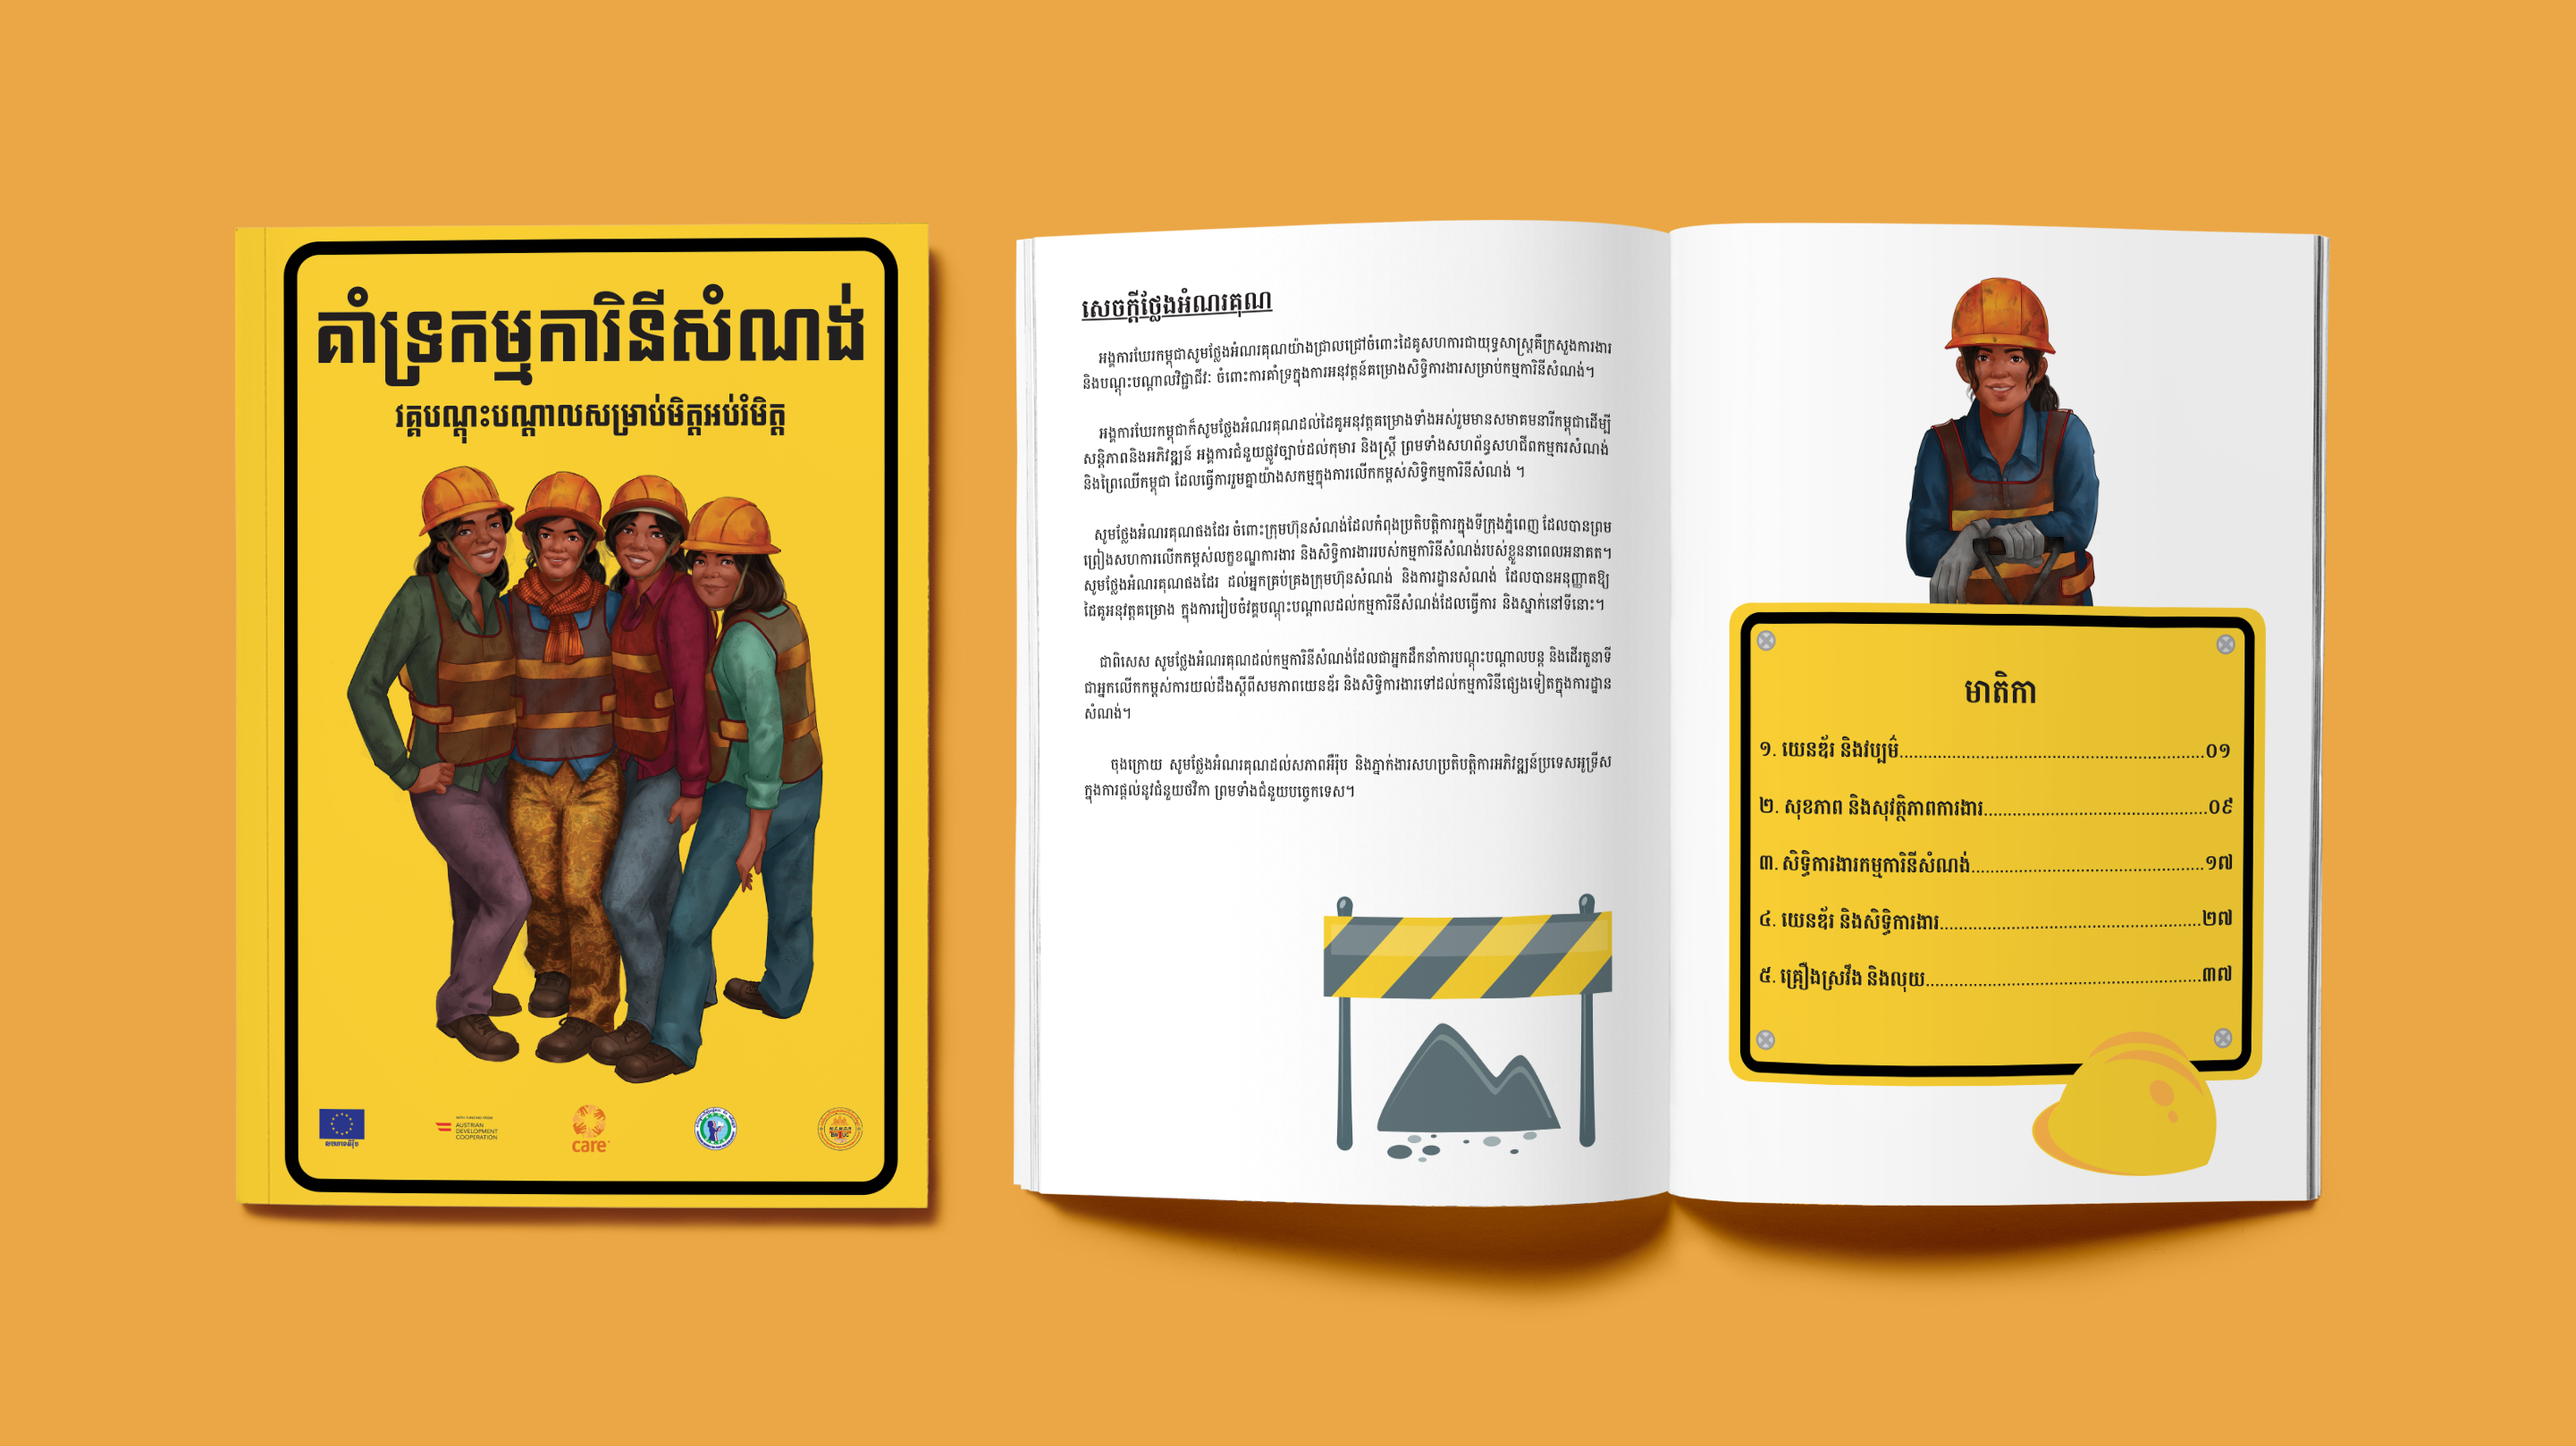 គាំទ្រកម្មការិនីសំណង់
វគ្គបណ្តុះបណ្តាលសម្រាប់មិត្តអប់រំមិត្ត
សហភាពអឺរ៉ុប
WITH FUNDING FROM
AUSTRIAN
DEVELOPMENT
COOPERATION
care
សេចក្តីថ្លែងអំណរគុណ
អង្គការឃែរកម្ពុជាសូមថ្លែងអំណរគុណយ៉ាងជ្រាលជ្រៅចំពោះដៃគូសហការជាយុទ្ធសាស្ត្រគឺក្រសួងការងារ
និងបណ្តុះបណ្តាលវិជ្ជាជីវៈ ចំពោះការគាំទ្រក្នុងការអនុវត្តន៍គម្រោងសិទ្ធិការងារសម្រាប់កម្មការិនីសំណង់។
អង្គការឃែរកម្ពុជាក៏សូមថ្លែងអំណរគុណដល់ដៃគូអនុវត្តគម្រោងទាំងអស់រួមមានសមាគមនារីកម្ពុជាដើម្បី
សន្តិភាពនិងអភិវឌ្ឍន៍ អង្គការជំនួយផ្លូវច្បាប់ដល់កុមារ និងស្ត្រី ព្រមទាំងសហព័ន្ធសហជីពកម្មករសំណង់
និងព្រៃឈើកម្ពុជា ដែលធ្វើការរួមគ្នាយ៉ាងសកម្មក្នុងការលើកកម្ពស់សិទ្ធិកម្មការិនីសំណង់ ។
សូមថ្លែងអំណរគុណផងដែរ ចំពោះក្រុមហ៊ុនសំណង់ដែលកំពុងប្រតិបត្តិការក្នុងទីក្រុងភ្នំពេញ ដែលបានព្រម
ព្រៀងសហការលើកកម្ពស់លក្ខខណ្ឌការងារ និងសិទ្ធិការងាររបស់កម្មការិនីសំណង់របស់ខ្លួននាពេលអនាគត។
សូមថ្លែងអំណរគុណផងដែរ ដល់អ្នកគ្រប់គ្រងក្រុមហ៊ុនសំណង់ និងការដ្ឋានសំណង់ ដែលបានអនុញ្ញាតឱ្យ
ដៃគូអនុវត្តគម្រោង ក្នុងការរៀបចំវគ្គបណ្តុះបណ្តាលដល់កម្មការិនីសំណង់ដែលធ្វើការ និងស្នាក់នៅទីនោះ។
ជាពិសេស សូមថ្លែងអំណរគុណដល់កម្មការិនីសំណង់ដែលជាអ្នកដឹកនាំការបណ្តុះបណ្តាលបន្ត និងដើរតួនាទី
ជាអ្នកលើកកម្ពស់ការយល់ដឹងស្តីពីសមភាពយេនឌ័រ និងសិទ្ធិការងារទៅដល់កម្មការិនីផ្សេងទៀតក្នុងការដ្ឋាន
សំណង់។
ចុងក្រោយ សូមថ្លែងអំណរគុណដល់សភាពអឺរ៉ុប និងភ្នាក់ងារសហប្រតិបត្តិការអភិវឌ្ឍន៍ប្រទេសអូទ្រីស
ក្នុងការផ្តល់នូវជំនួយថវិកា ព្រមទាំងជំនួយបច្ចេកទេស។
មាតិកា
១. យេនឌ័រ និងវប្បធម៌...០១
២. សុខភាព និងសុវត្ថិភាពការងារ...០៩
៣. សិទ្ធិការងារកម្មការិនីសំណង់...១៧
៤. យេនឌ័រ និងសិទ្ធិការងារ...២៧
៥. គ្រឿងស្រវឹង និងលុយ...៣៧